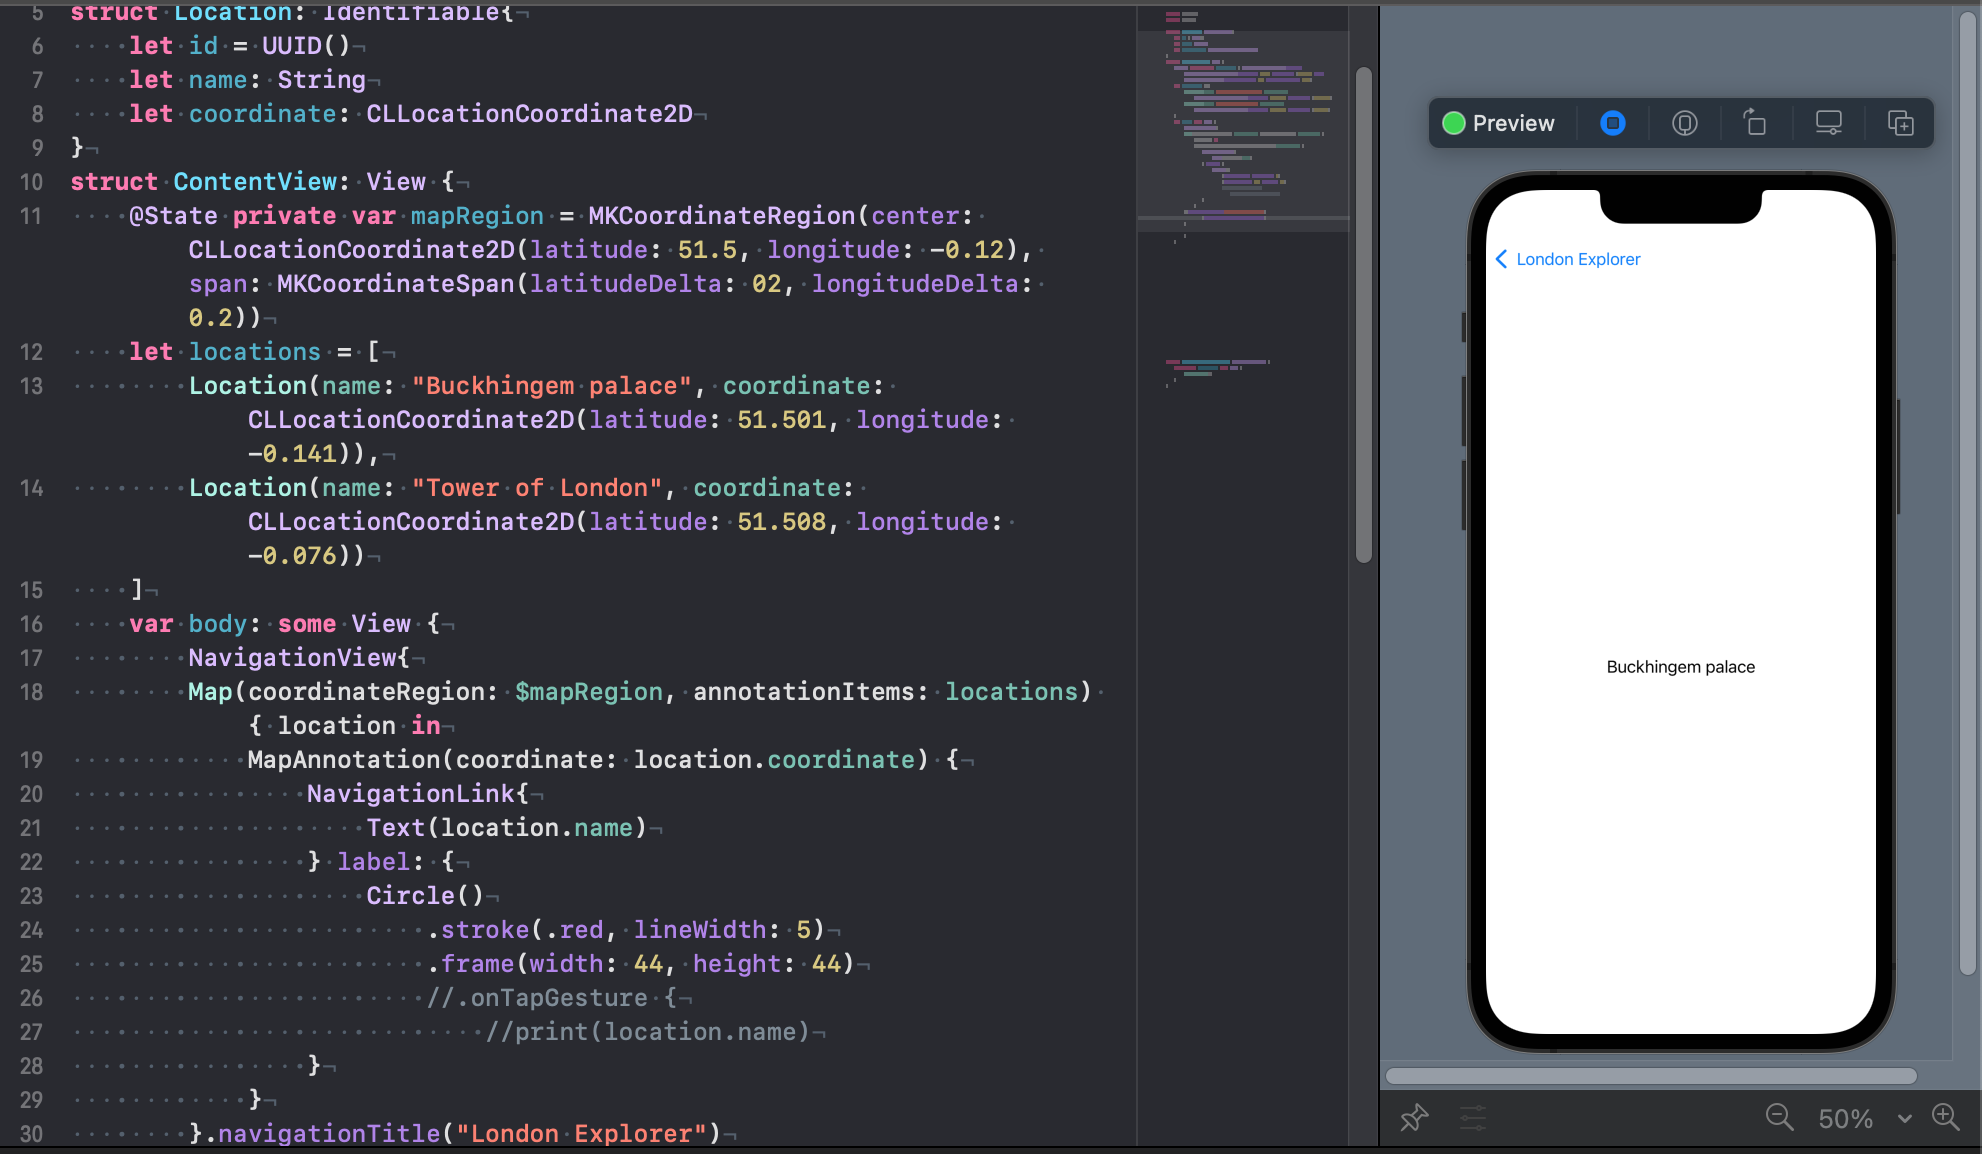 5 struct Location: Identifiable{
6 let id = UUID()
7 let name: String
8 let coordinate: CLLocationCoordinate2D
9 }
10 struct ContentView: View {
11 @State private var mapRegion = MKCoordinateRegion(center:
CLLocationCoordinate2D(latitude: 51.5, longitude: -0.12),
span: MKCoordinateSpan(latitudeDelta: 02, longitudeDelta:
0.2))
12 let locations = [
13 Location(name: "Buckhingem palace", coordinate:
CLLocationCoordinate2D(latitude: 51.501, longitude:
-0.141)),
14 Location(name: "Tower of London", coordinate:
CLLocationCoordinate2D(latitude: 51.508, longitude:
-0.076))
15 ]
16 var body: some View {
17 NavigationView{
18 Map(coordinateRegion: $mapRegion, annotationItems: locations)
{ location in
19 MapAnnotation(coordinate: location.coordinate) {
20 NavigationLink{
21 Text(location.name)
22 } label: {
23 Circle()
24 .stroke(.red, lineWidth: 5)
25 .frame(width: 44, height: 44)
26 //.onTapGesture {
27 //print(location.name)
28 }
29 }
30 }.navigationTitle("London Explorer")
Preview
London Explorer
Buckhingem palace
50%